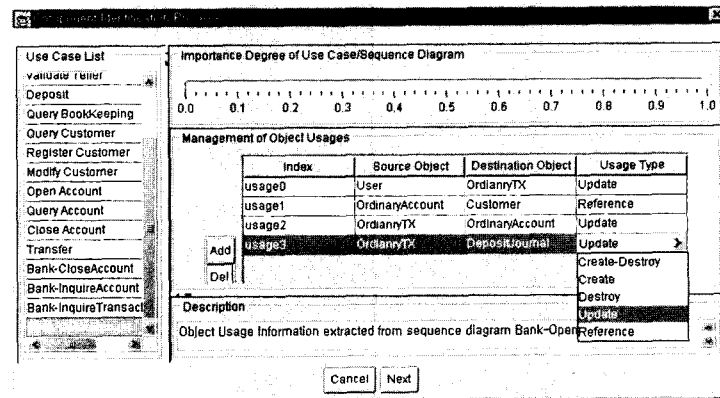 Use Case List
Validate Teller
Deposit
Query BookKeeping
Query Customer
Register Customer
Modify Customer
Open Account
Query Account
Close Account
Transfer
Bank-CloseAccount
Bank-InquireAccount
Bank-InquireTransact
Importance Degree of Use Case/Sequence Diagram
0.0 0.1 0.2 0.3 0.4 0.5 0.6 0.7 0.8 0.9 1.0
Management of Object Usages
Index Source Object Destination Object Usage Type
usage0 User OrdianryTX Update
usage1 OrdinaryAccount Customer Reference
usage2 OrdianryTX OrdinaryAccount Update
usage3 OrdianryTX DepositJournal Update
Add
Del
Create-Destroy
Create
Destroy
Update
Reference
Description
Object Usage Information extracted from sequence diagram Bank-Open
Cancel Next